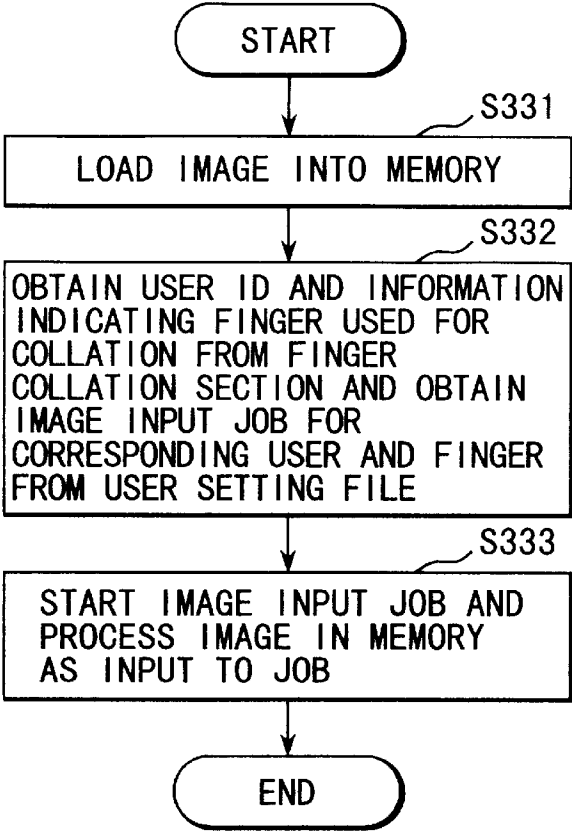 START
S331
LOAD IMAGE INTO MEMORY
S332
OBTAIN USER ID AND INFORMATION
INDICATING FINGER USED FOR
COLLATION FROM FINGER
COLLATION SECTION AND OBTAIN
IMAGE INPUT JOB FOR
CORRESPONDING USER AND FINGER
FROM USER SETTING FILE
S333
START IMAGE INPUT JOB AND
PROCESS IMAGE IN MEMORY
AS INPUT TO JOB
END